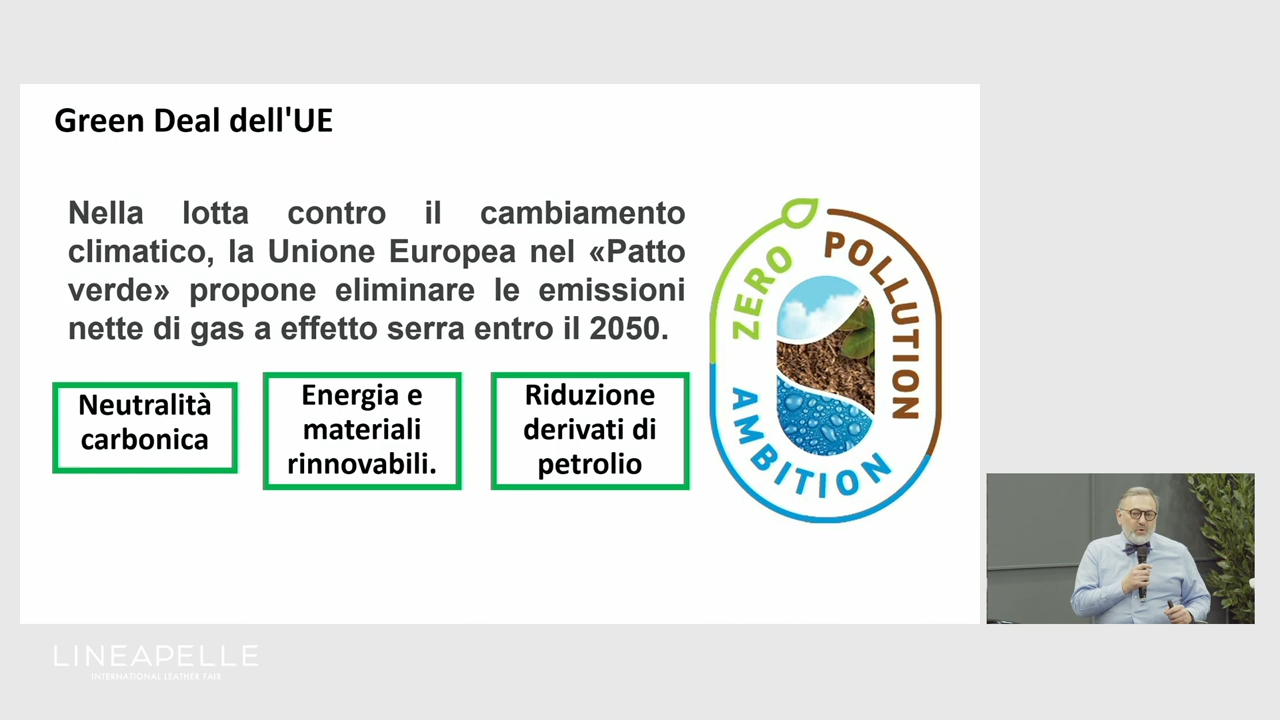 Green Deal dell'UE
Nella lotta contro il cambiamento
climatico, la Unione Europea nel «Patto
verde» propone eliminare le emissioni
nette di gas a effetto serra entro il 2050.
Neutralità
carbonica
Energia e
materiali
rinnovabili.
Riduzione
derivati di
petrolio
ZERO
POLLUTION
AMBITION
LINEAPELLE
INTERNATIONAL LEATHER FAIR